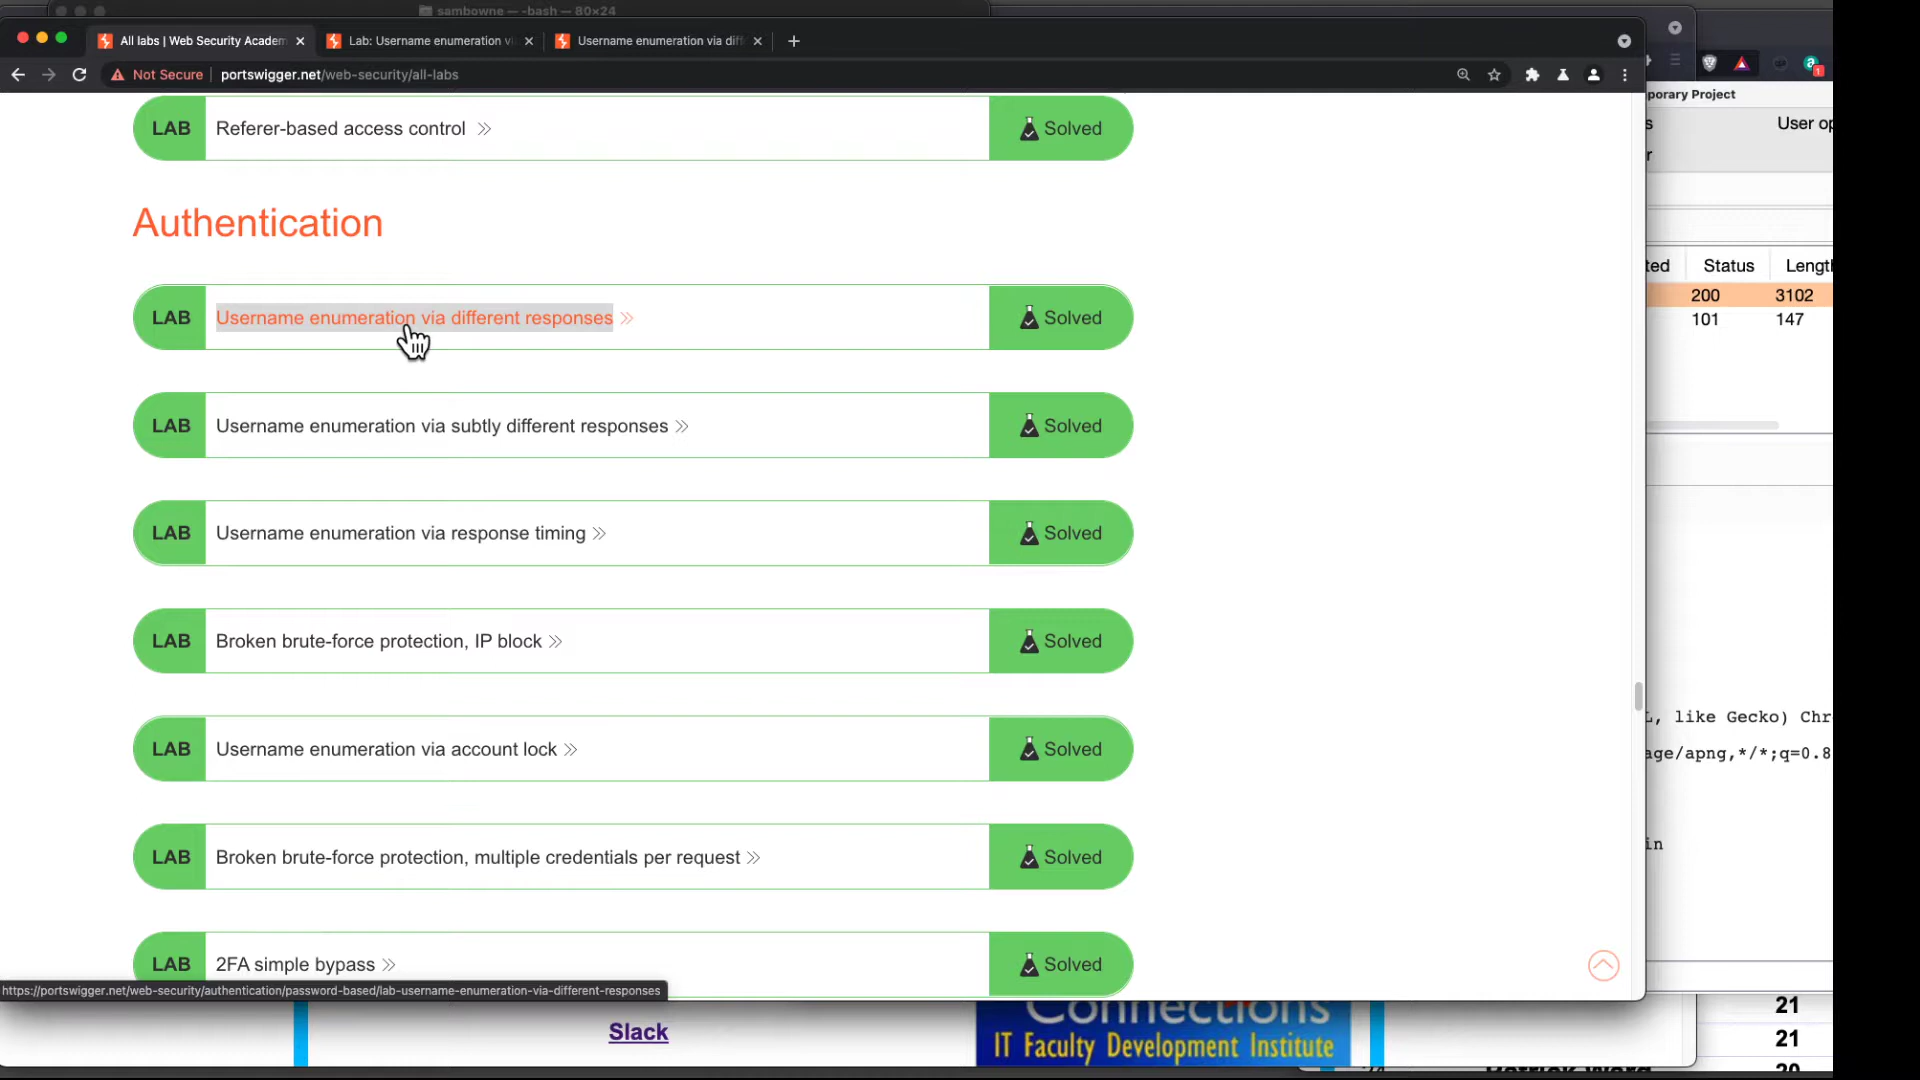 sambowne — -bash — 80×24
All labs | Web Security Academ
Lab: Username enumeration v
Username enumeration via diff
Not Secure
portswigger.net/web-security/all-labs
1
porary Project
LAB
Referer-based access control
Solved
User op
Authentication
LAB
Username enumeration via different responses
Solved
ted
Status
Length
200
3102
101
147
LAB
Username enumeration via subtly different responses
Solved
LAB
Username enumeration via response timing
Solved
LAB
Broken brute-force protection, IP block
Solved
LAB
Username enumeration via account lock
Solved
L, like Gecko) Chr
age/apng,*/*;q=0.8
LAB
Broken brute-force protection, multiple credentials per request
Solved
in
LAB
2FA simple bypass
Solved
https://portswigger.net/web-security/authentication/password-based/lab-username-enumeration-via-different-responses
Slack
Connections
IT Faculty Development Institute
21
21
20